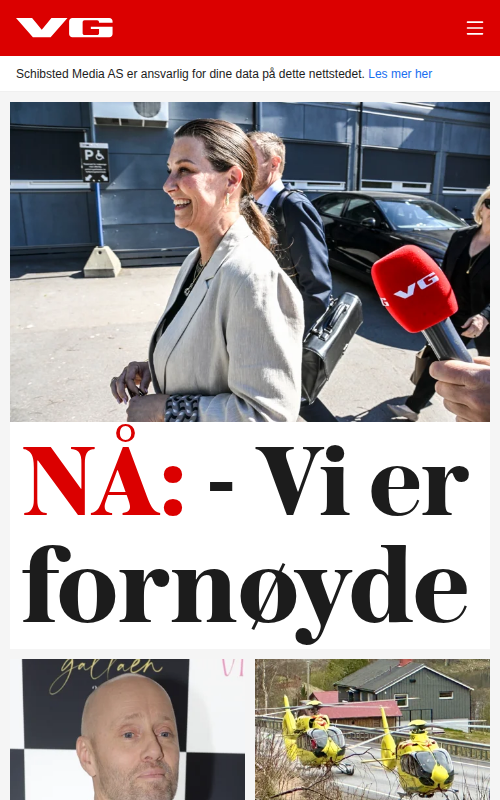 VG
Schibsted Media AS er ansvarlig for dine data på dette nettstedet. Les mer her
P
VG
NÅ: - Vi er
fornøyde
gallaen
VI